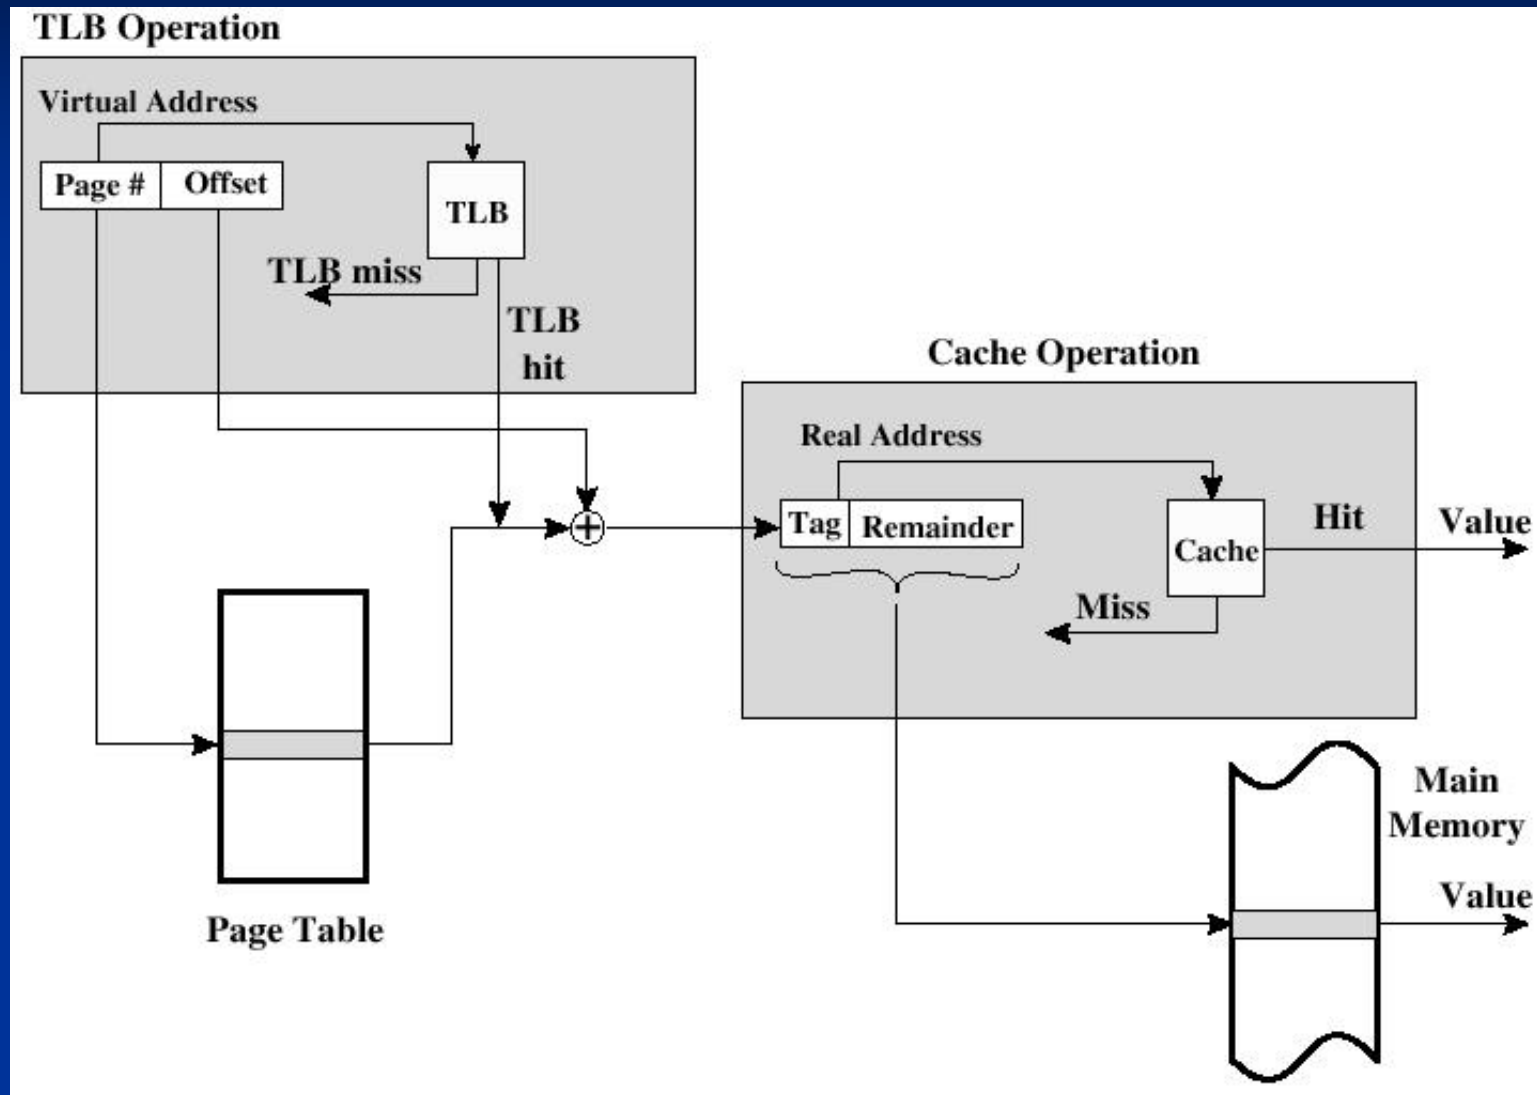 TLB Operation
Virtual Address
Page #
Offset
TLB
TLB miss
TLB
hit
Cache Operation
Real Address
Tag
Remainder
Cache
Hit
Value
Miss
Page Table
Main
Memory
Value